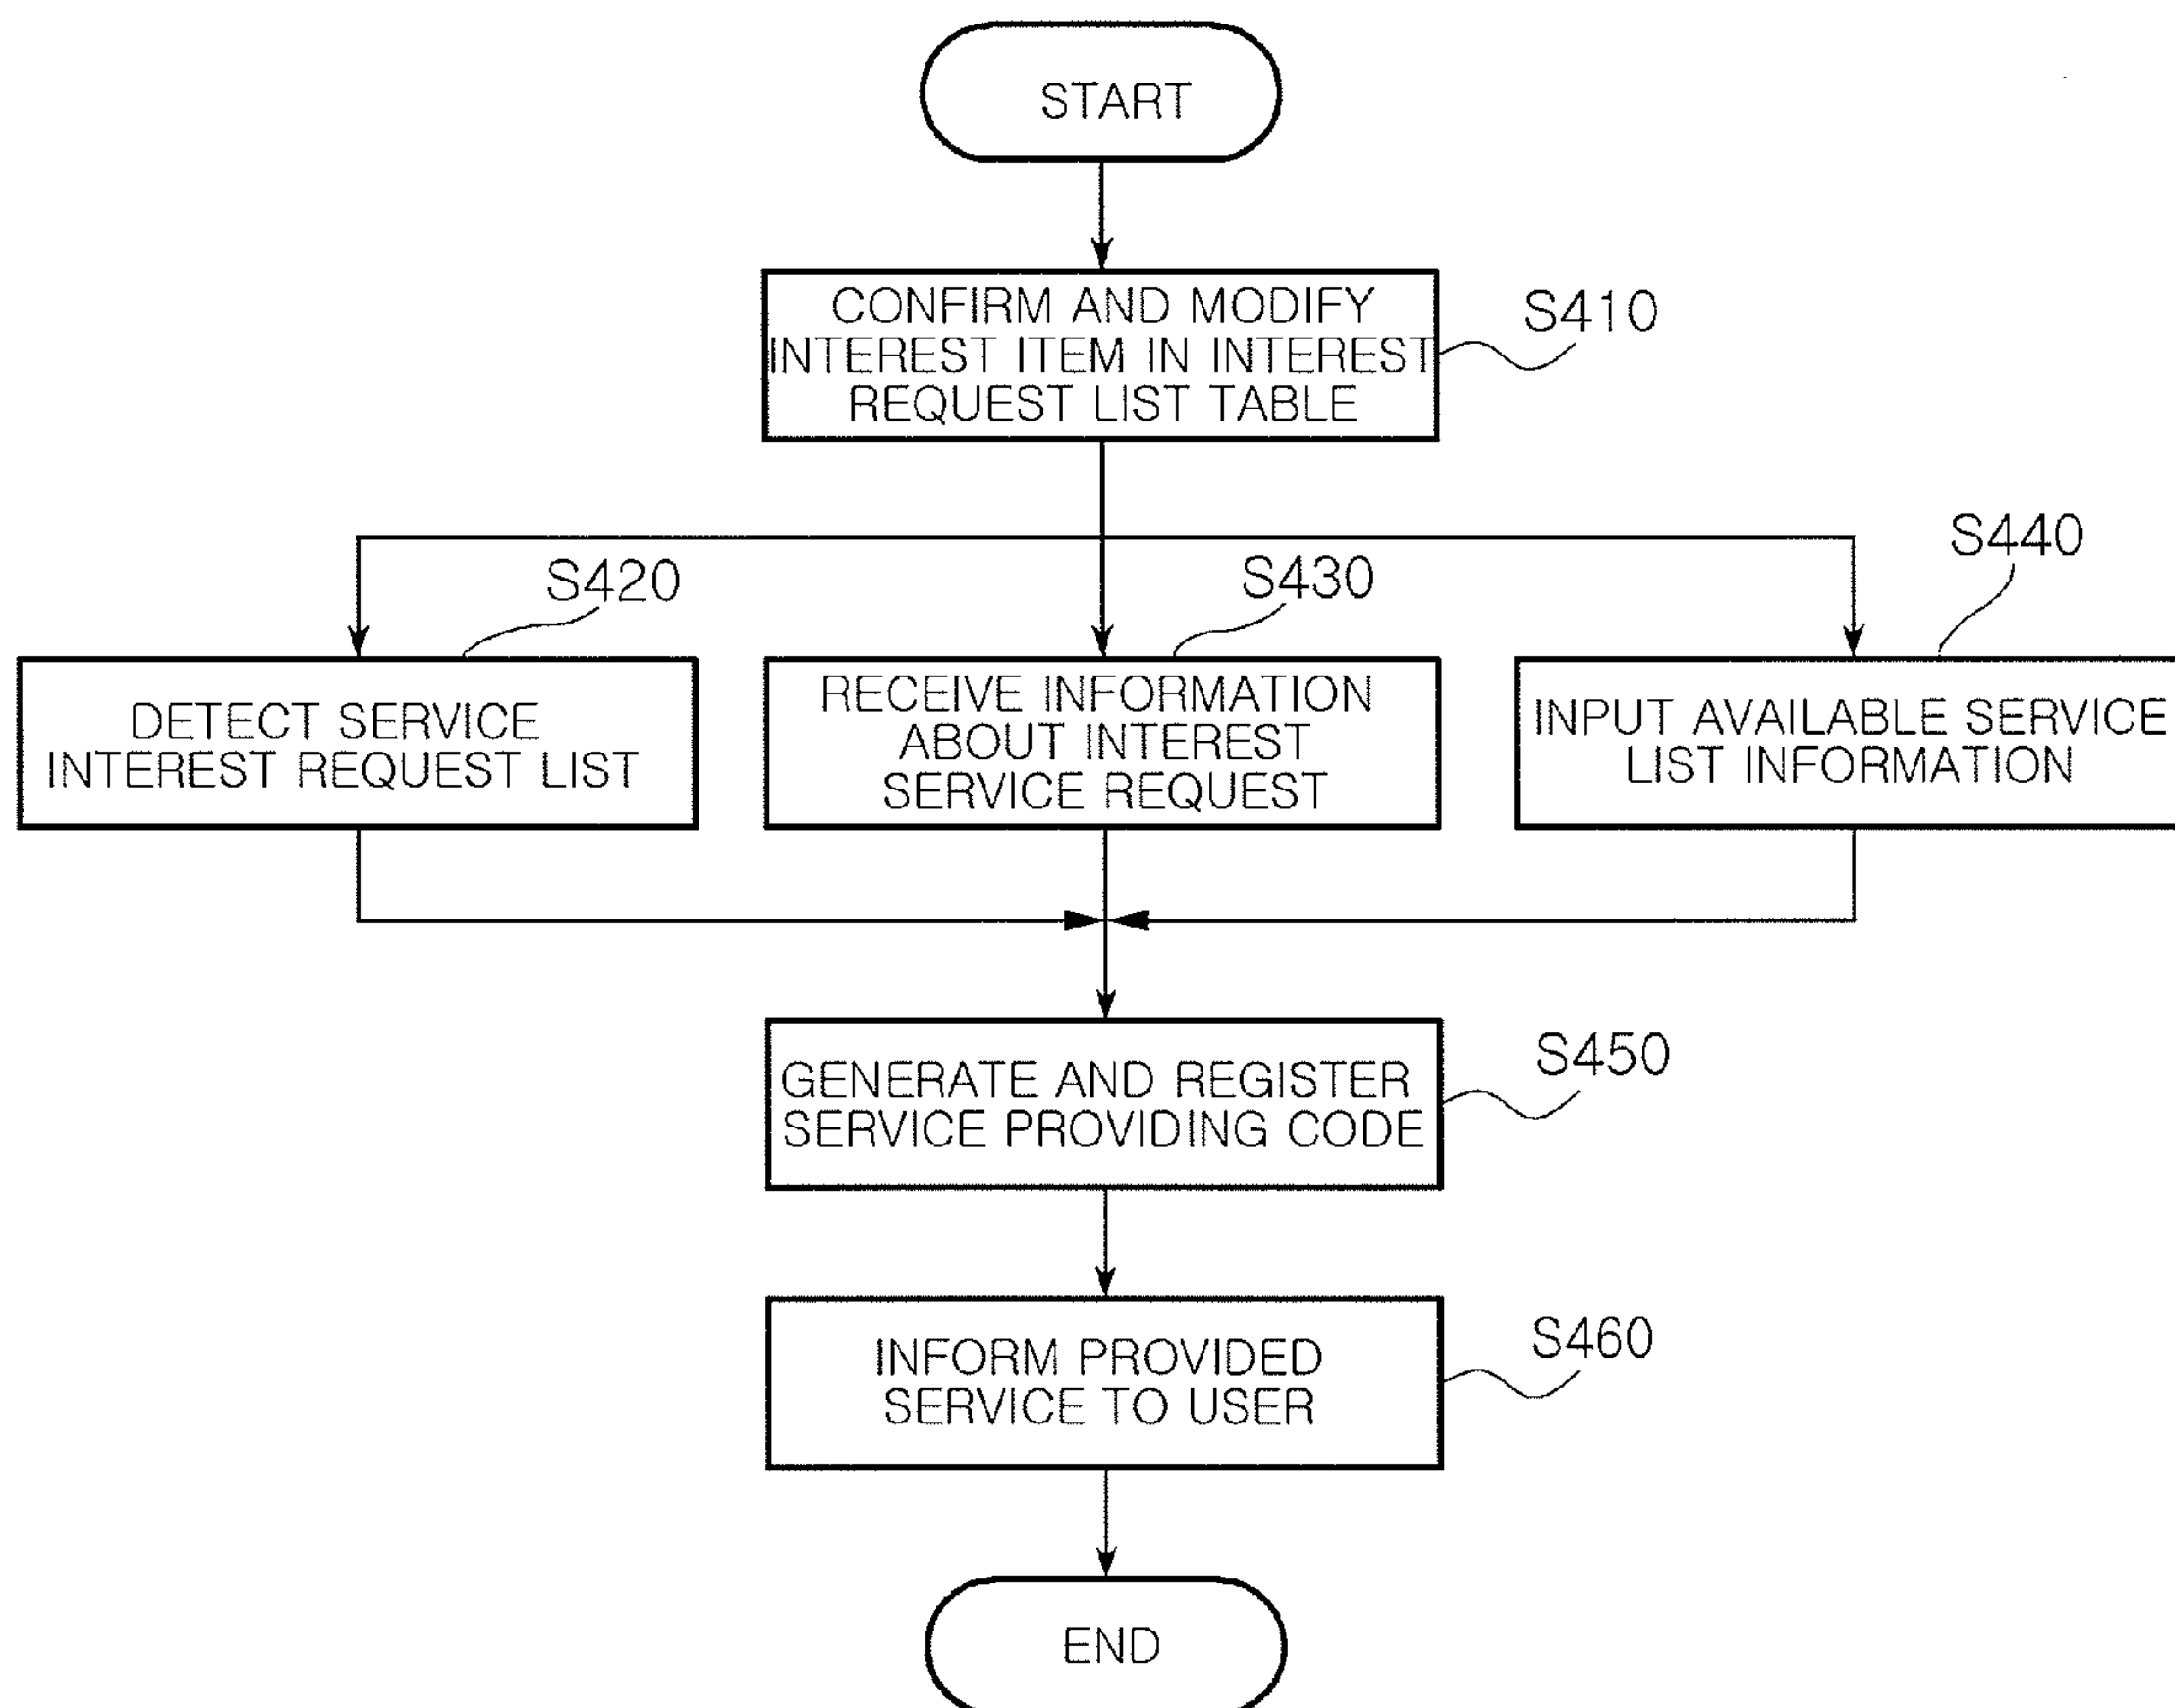 START
CONFIRM AND MODIFY
INTEREST ITEM IN INTEREST
REQUEST LIST TABLE
S410
S420
S430
S440
DETECT SERVICE
INTEREST REQUEST LIST
RECEIVE INFORMATION
ABOUT INTEREST
SERVICE REQUEST
INPUT AVAILABLE SERVICE
LIST INFORMATION
GENERATE AND REGISTER
SERVICE PROVIDING CODE
S450
INFORM PROVIDED
SERVICE TO USER
S460
END